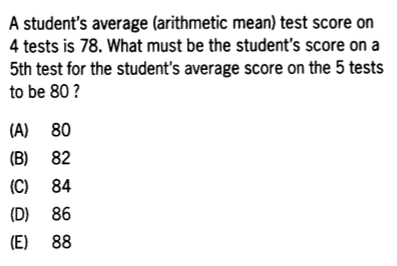 A student's average (arithmetic mean) test score on
4 tests is 78. What must be the student's score on a
5th test for the student's average score on the 5 tests
to be 80 ?
(A) 80
(B) 82
(C) 84
(D) 86
(E) 88